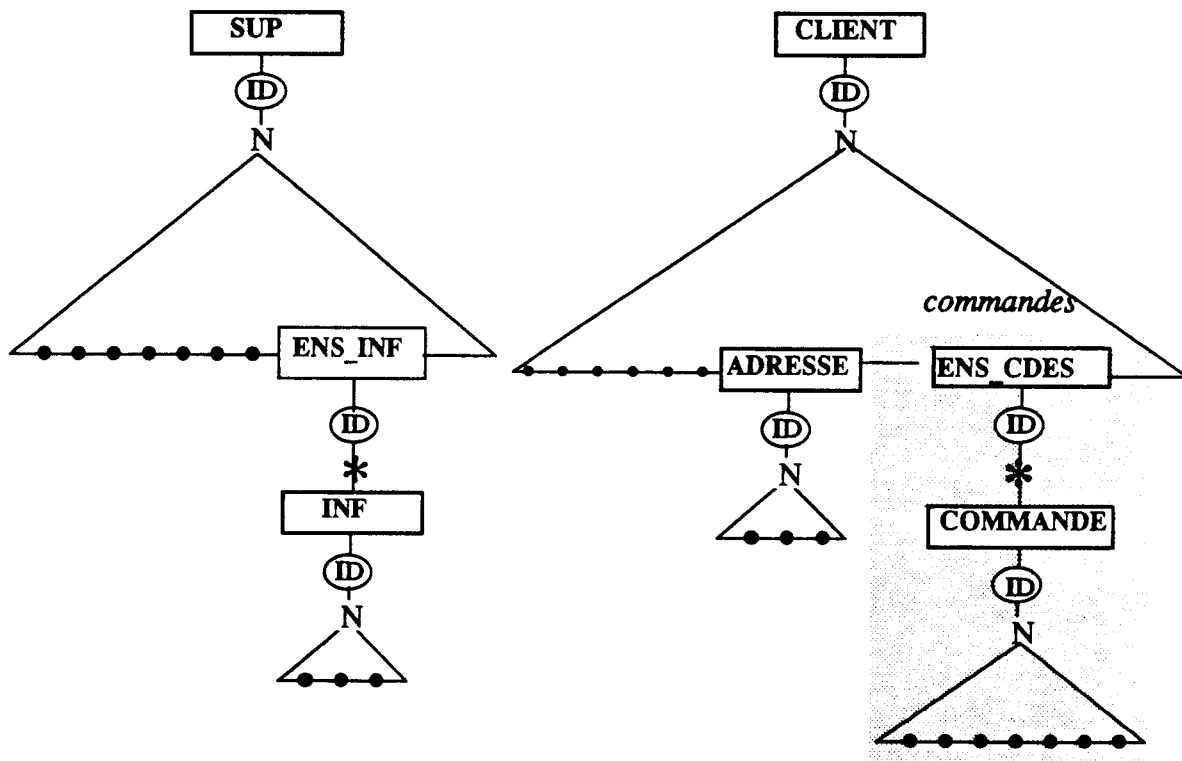 SUP
ID
N
ENS_INF
ID
*
INF
ID
N
CLIENT
ID
N
commandes
ADRESSE
ID
N
ENS_CDES
ID
*
COMMANDE
ID
N